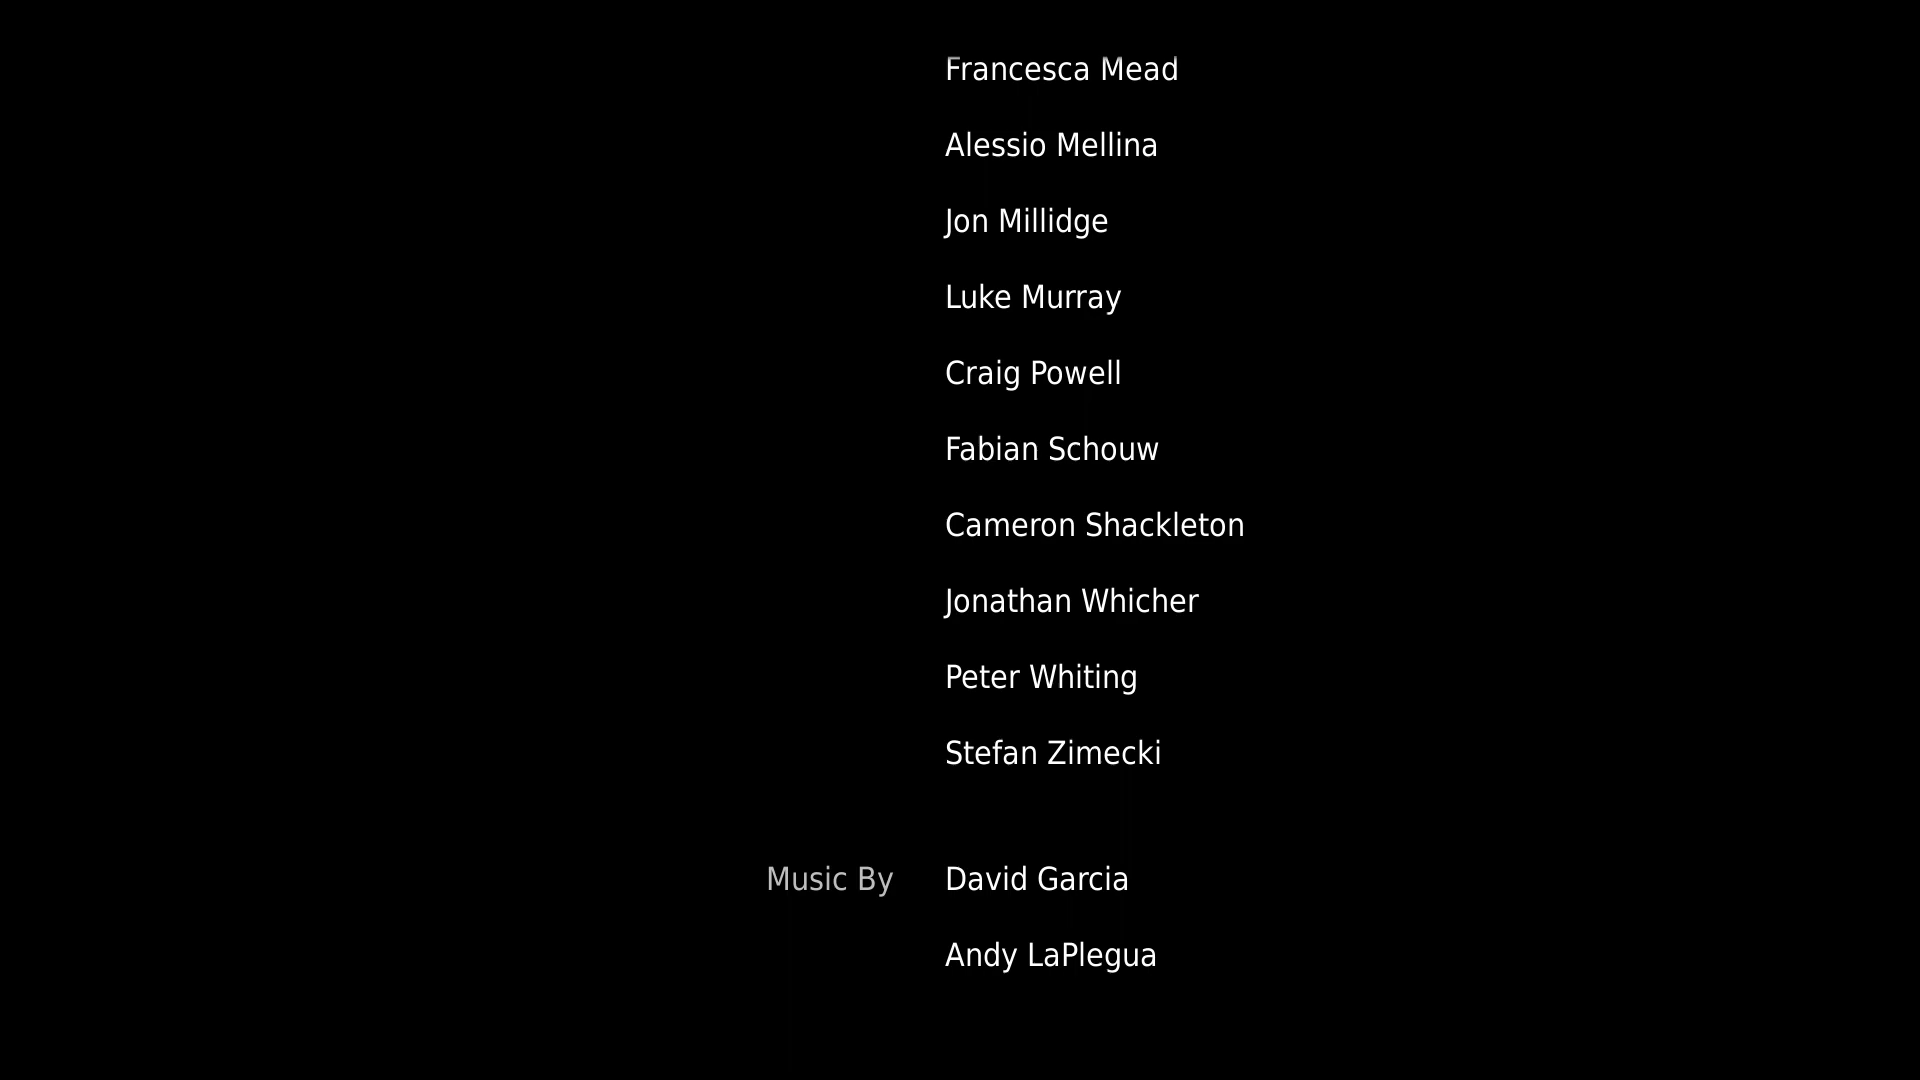 Francesca Mead
Alessio Mellina
Jon Millidge
Luke Murray
Craig Powell
Fabian Schouw
Cameron Shackleton
Jonathan Whicher
Peter Whiting
Stefan Zimecki
Music By David Garcia
Andy LaPlegua